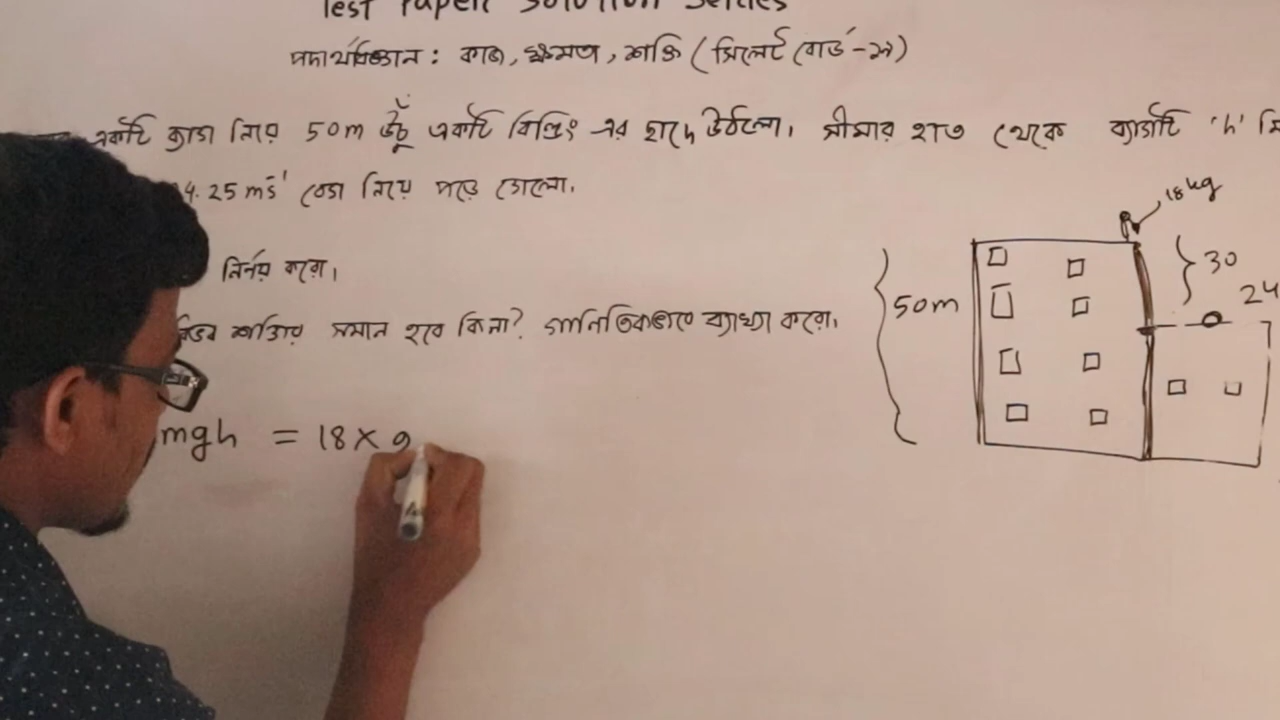 Test Paper Solution Series
পদার্থবিজ্ঞান : কাজ, ক্ষমতা, শক্তি (সিলেট বোর্ড -
একটি ব্যাগ নিয়ে 50m উঁচু একটি বিল্ডিং এর ছাদে উঠলো। সীমার হাত থেকে ব্যাগটি 'h' মি
4.25 ms⁻¹ বেগ নিয়ে পড়ে গেলো।
18kg
নির্ণয় করো।
30
50m
24
শক্তির সমান হবে কিনা? গানিতিকভাবে ব্যাখ্যা করো।
mgh = 18 × 9